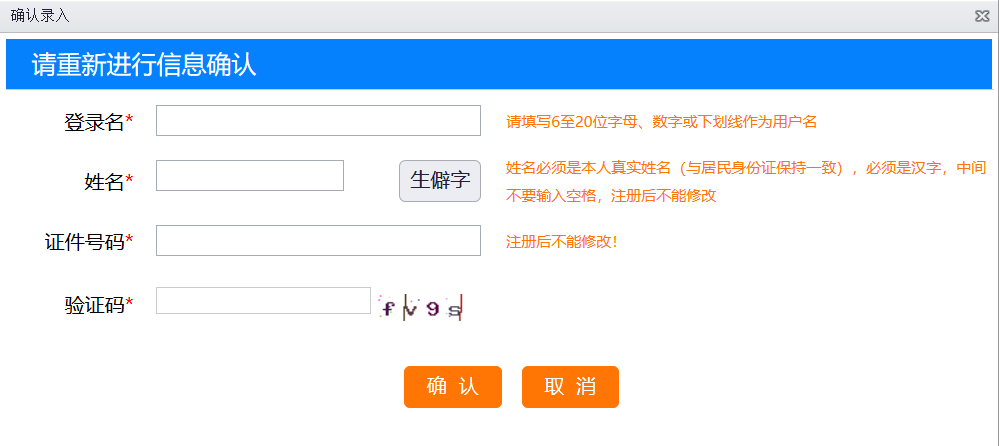 确认录入
请重新进行信息确认
登录名*
请填写6至20位字母、数字或下划线作为用户名
姓名*
生僻字
姓名必须是本人真实姓名（与居民身份证保持一致），必须是汉字，中间
不要输入空格，注册后不能修改
证件号码*
注册后不能修改！
验证码*
fv9s
确 认
取 消